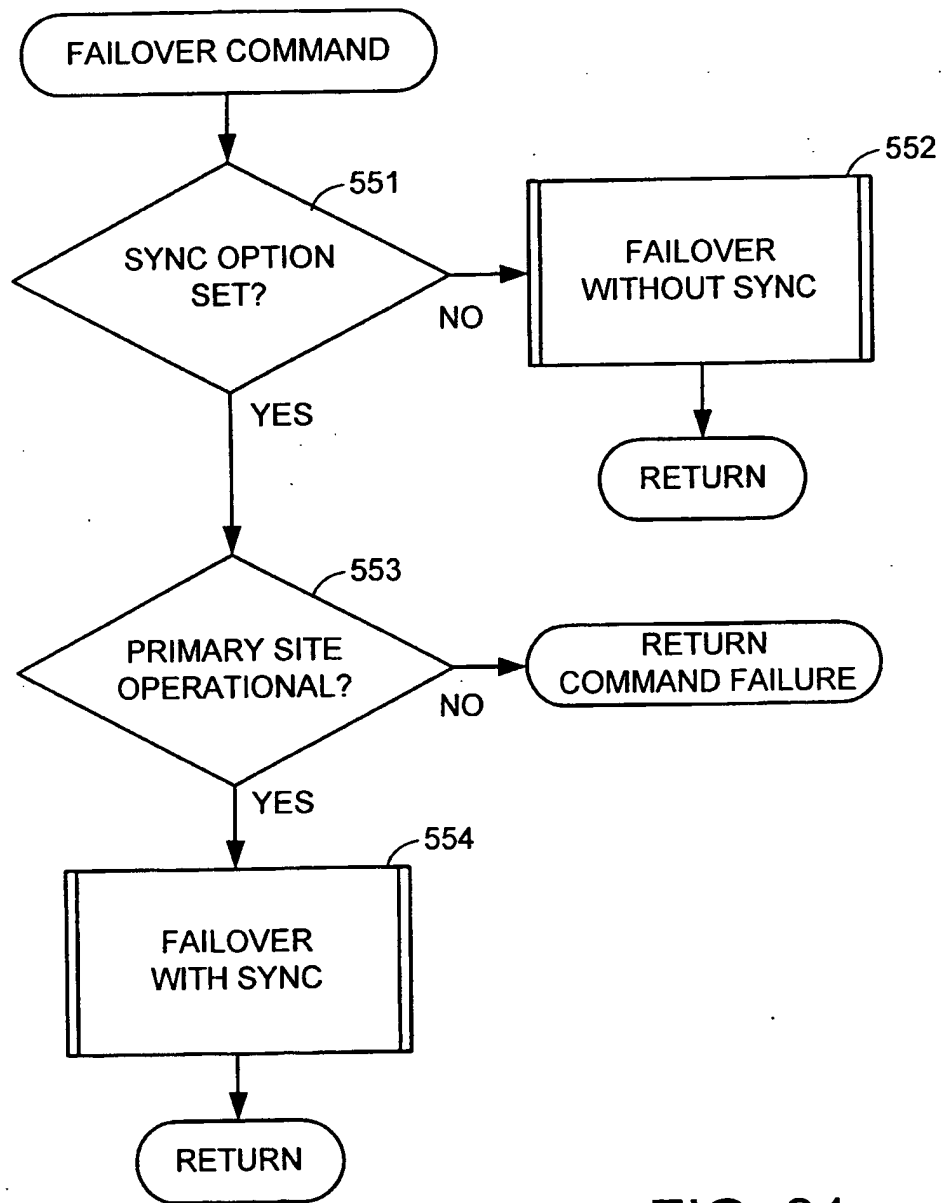 FAILOVER COMMAND
551
SYNC OPTION
SET?
NO
YES
552
FAILOVER
WITHOUT SYNC
RETURN
553
PRIMARY SITE
OPERATIONAL?
NO
YES
RETURN
COMMAND FAILURE
554
FAILOVER
WITH SYNC
RETURN